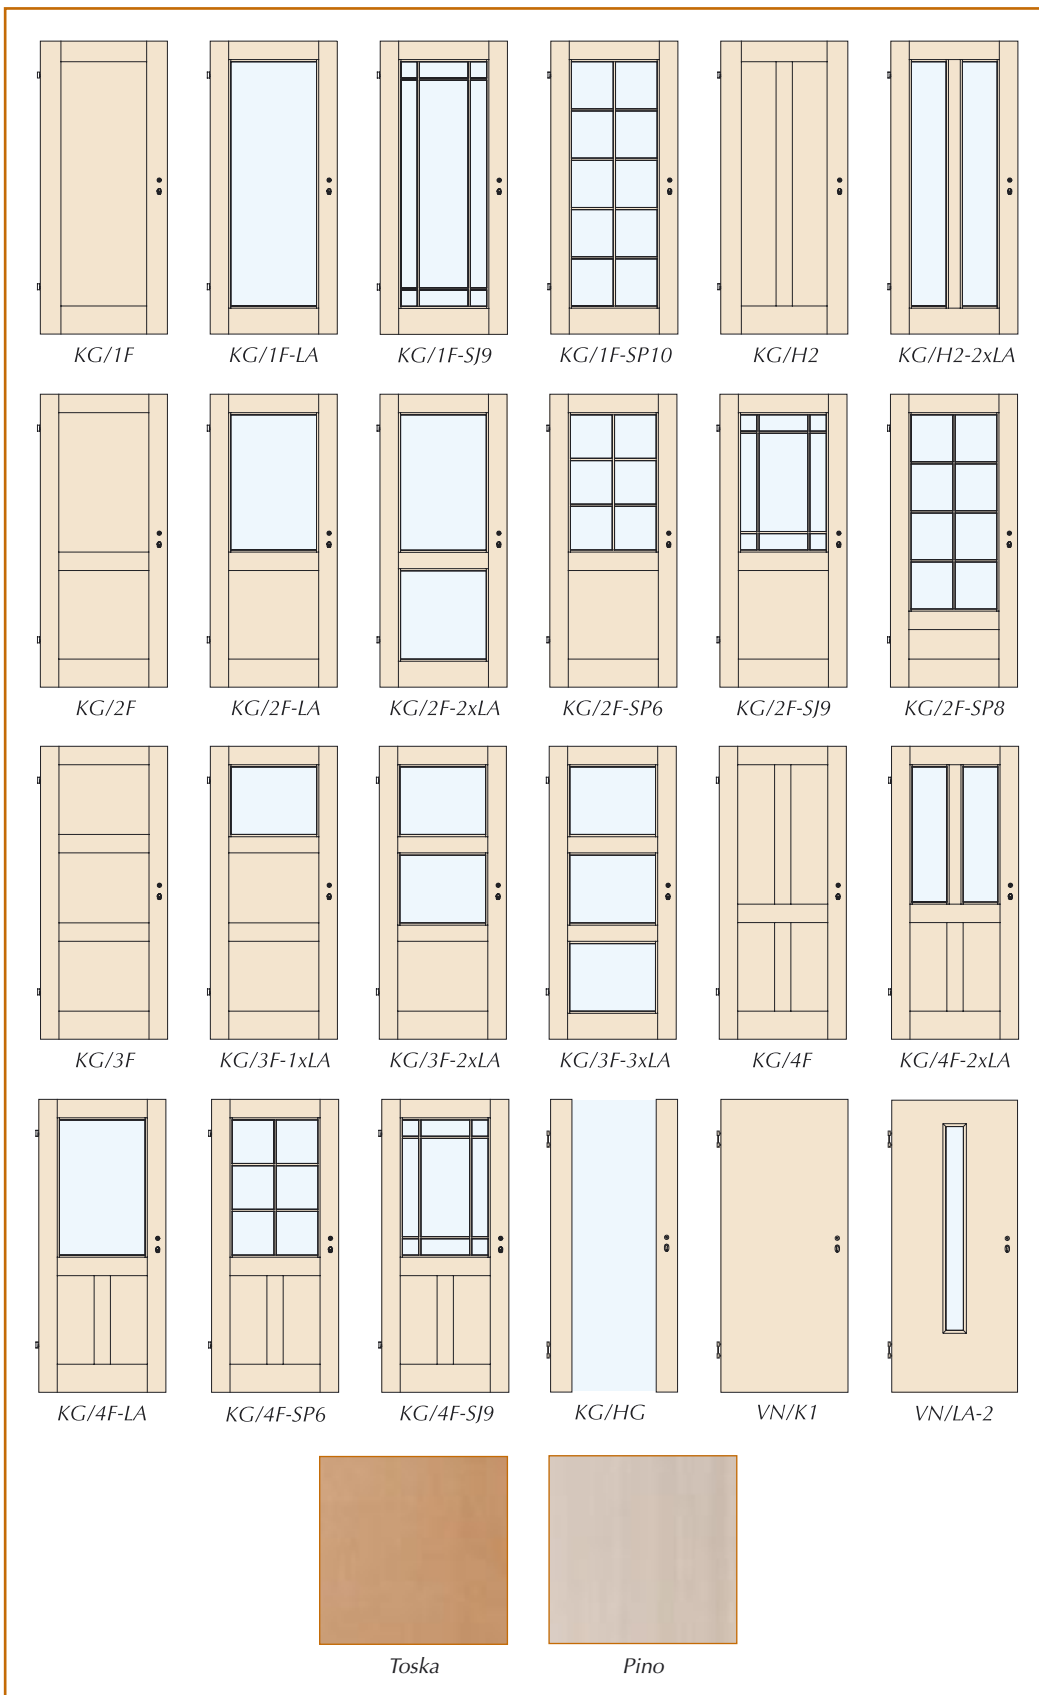 KG/1F
KG/1F-LA
KG/1F-SJ9
KG/1F-SP10
KG/H2
KG/H2-2xLA
KG/2F
KG/2F-LA
KG/2F-2xLA
KG/2F-SP6
KG/2F-SJ9
KG/2F-SP8
KG/3F
KG/3F-1xLA
KG/3F-2xLA
KG/3F-3xLA
KG/4F
KG/4F-2xLA
KG/4F-LA
KG/4F-SP6
KG/4F-SJ9
KG/HG
VN/K1
VN/LA-2
Toska
Pino